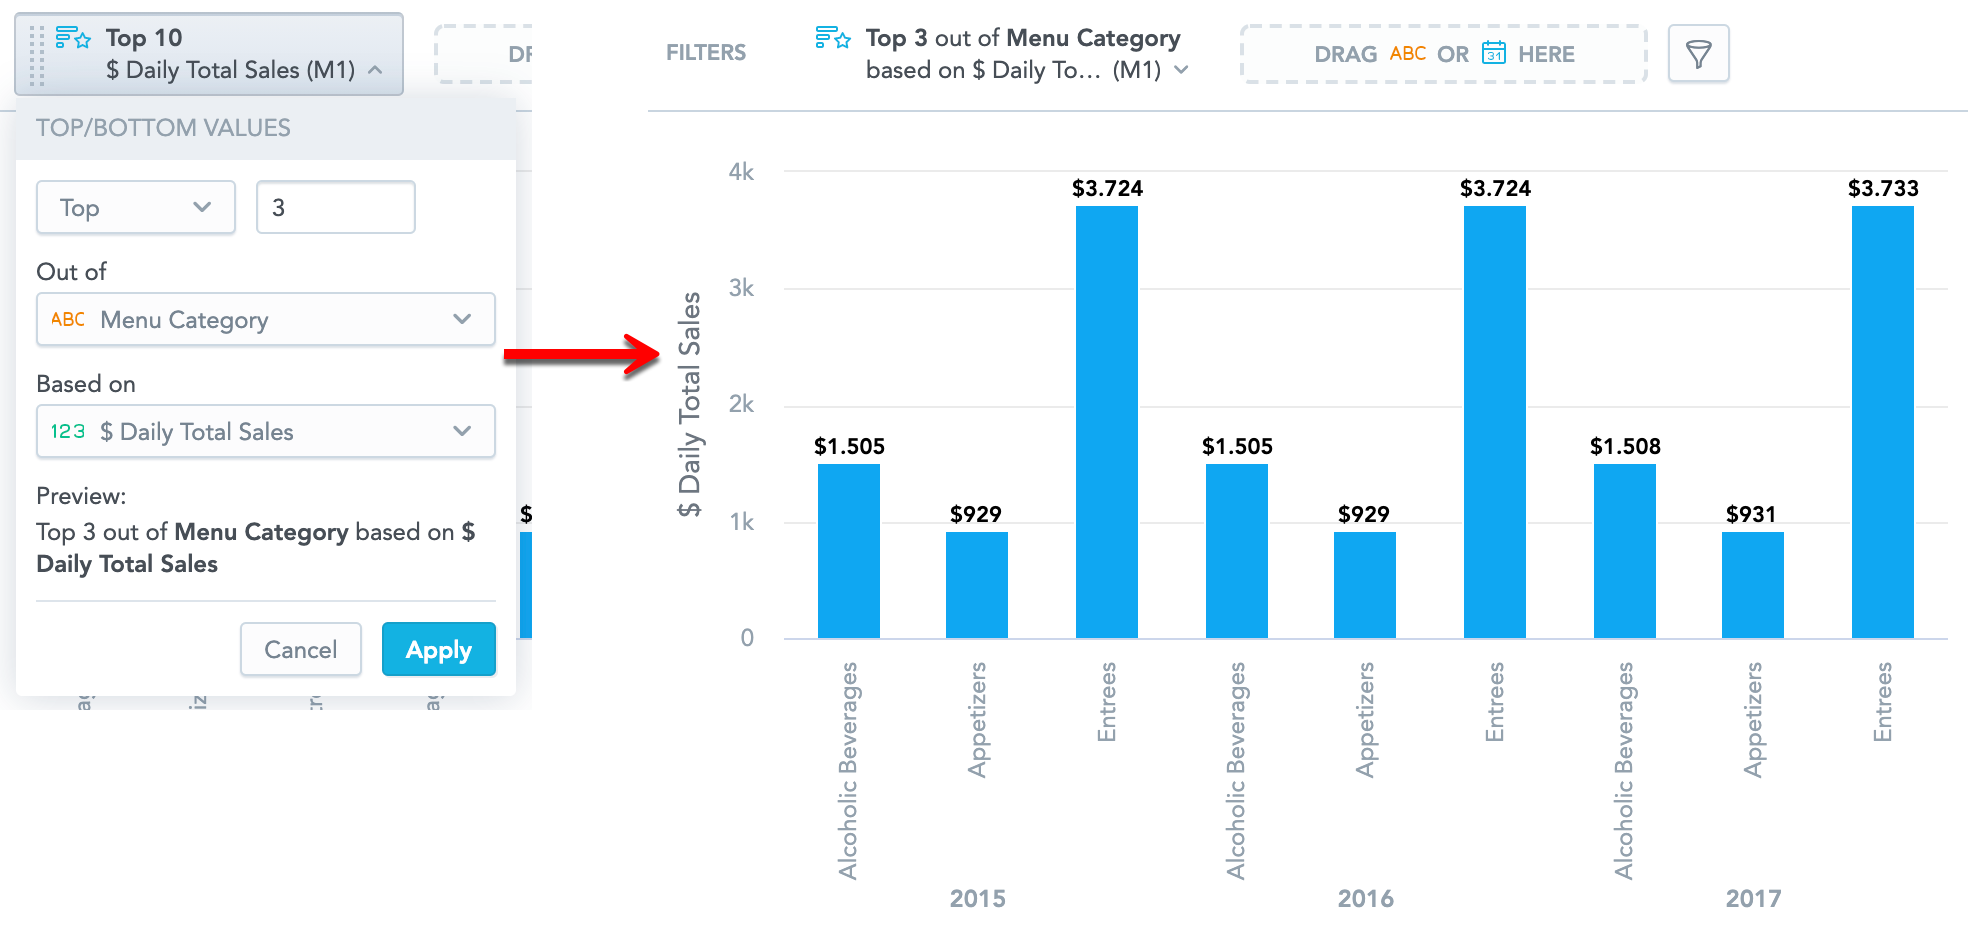 Top 10
$ Daily Total Sales (M1)
TOP/BOTTOM VALUES
Top
3
Out of
ABC Menu Category
Based on
123 $ Daily Total Sales
Preview:
Top 3 out of Menu Category based on $
Daily Total Sales
Cancel
Apply
$
FILTERS
Top 3 out of Menu Category
based on $ Daily To... (M1)
DRAG ABC OR 31 HERE
$ Daily Total Sales
4k
3k
2k
1k
0
$1.505
$929
$3.724
$1.505
$929
$3.724
$1.508
$931
$3.733
Alcoholic Beverages
Appetizers
Entrees
Alcoholic Beverages
Appetizers
Entrees
Alcoholic Beverages
Appetizers
Entrees
2015
2016
2017